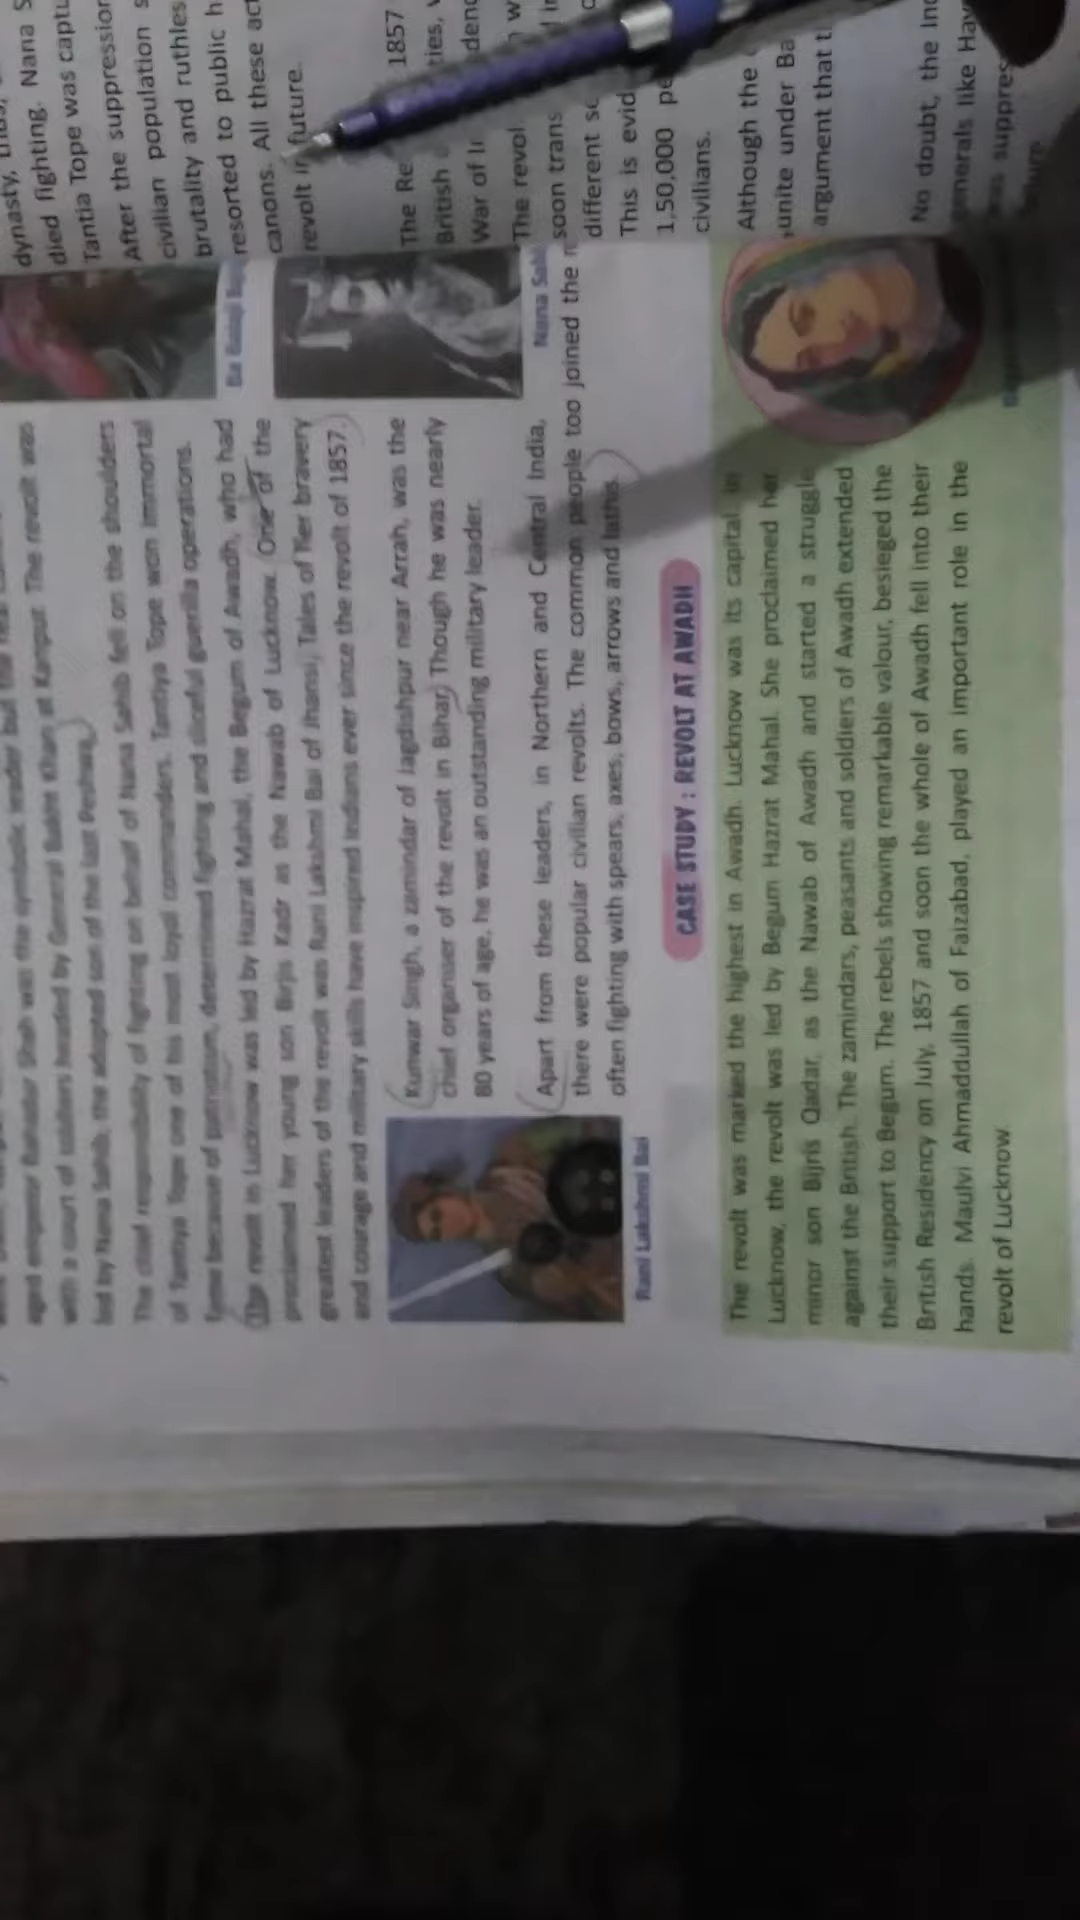 aged emperor Bahadur Shah was the symbolic leader but the real
with a court of soldiers headed by General Bakht Khan at Kanpur. The revolt was
led by Nana Sahib, the adopted son of the last Peshwa.
The chief responsibility of fighting on behalf of Nana Sahib fell on the shoulders
of Tantiya Tope one of his most loyal commanders. Tantiya Tope won immortal
fame because of patriotism, determined fighting and sliceful guerilla operations.
The revolt in Lucknow was led by Hazrat Mahal, the Begum of Awadh, who had
proclaimed her young son Birjis Kadr as the Nawab of Lucknow. One of the
greatest leaders of the revolt was Rani Lakshmi Bai of Jhansi. Tales of her bravery
and courage and military skills have inspired Indians ever since the revolt of 1857.
Kunwar Singh, a zamindar of Jagdishpur near Arrah, was the
chief organiser of the revolt in Bihar. Though he was nearly
80 years of age, he was an outstanding military leader.
Nana Sahib
Apart from these leaders, in Northern and Central India,
there were popular civilian revolts. The common people too joined the
often fighting with spears, axes, bows, arrows and laths.
Rani Lakshmi Bai
CASE STUDY : REVOLT AT AWADH
The revolt was marked the highest in Awadh. Lucknow was its capital in
Lucknow, the revolt was led by Begum Hazrat Mahal. She proclaimed her
minor son Bijris Qadar, as the Nawab of Awadh and started a struggle
against the British. The zamindars, peasants and soldiers of Awadh extended
their support to Begum. The rebels showing remarkable valour, besieged the
British Residency on July, 1857 and soon the whole of Awadh fell into their
hands. Maulvi Ahmaddullah of Faizabad, played an important role in the
revolt of Lucknow.
dynasty,
died fighting. Nana
Tantia Tope was
After the suppression
civilian population
brutality and ruthles
resorted to public
canons. All these
revolt in future.
The 1857
British ties,
War of
The revol
soon trans
different
This is
1,50,000
civilians.
Although the
unite under
argument that
No doubt, the
generals like
suppres